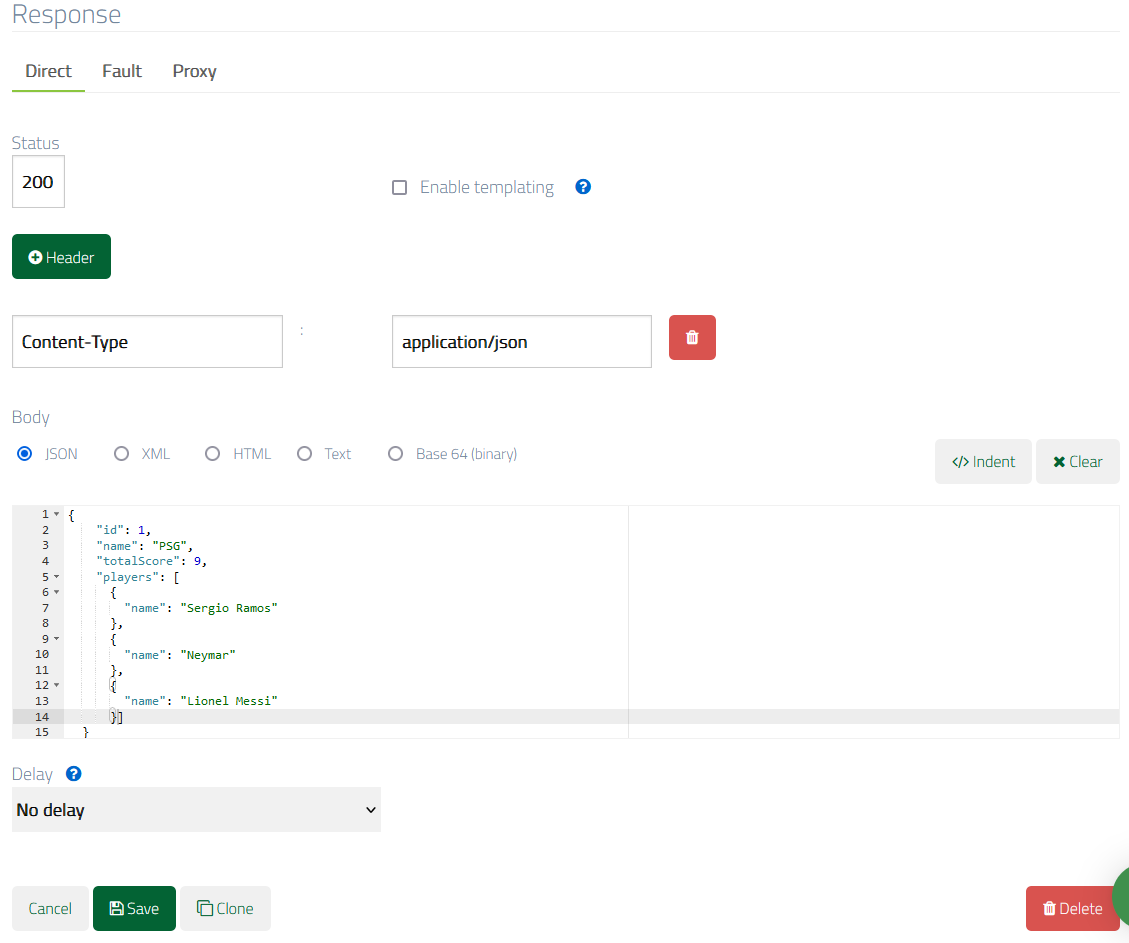 Response
Direct Fault Proxy
Status
200
Enable templating ?
Header
Content-Type : application/json
Body
JSON XML HTML Text Base 64 (binary)
</> Indent Clear
1 {
2 "id": 1,
3 "name": "PSG",
4 "totalScore": 9,
5 "players": [
6 {
7 "name": "Sergio Ramos"
8 },
9 {
10 "name": "Neymar"
11 },
12 {
13 "name": "Lionel Messi"
14 }]
15 }
Delay ?
No delay
Cancel Save Clone Delete